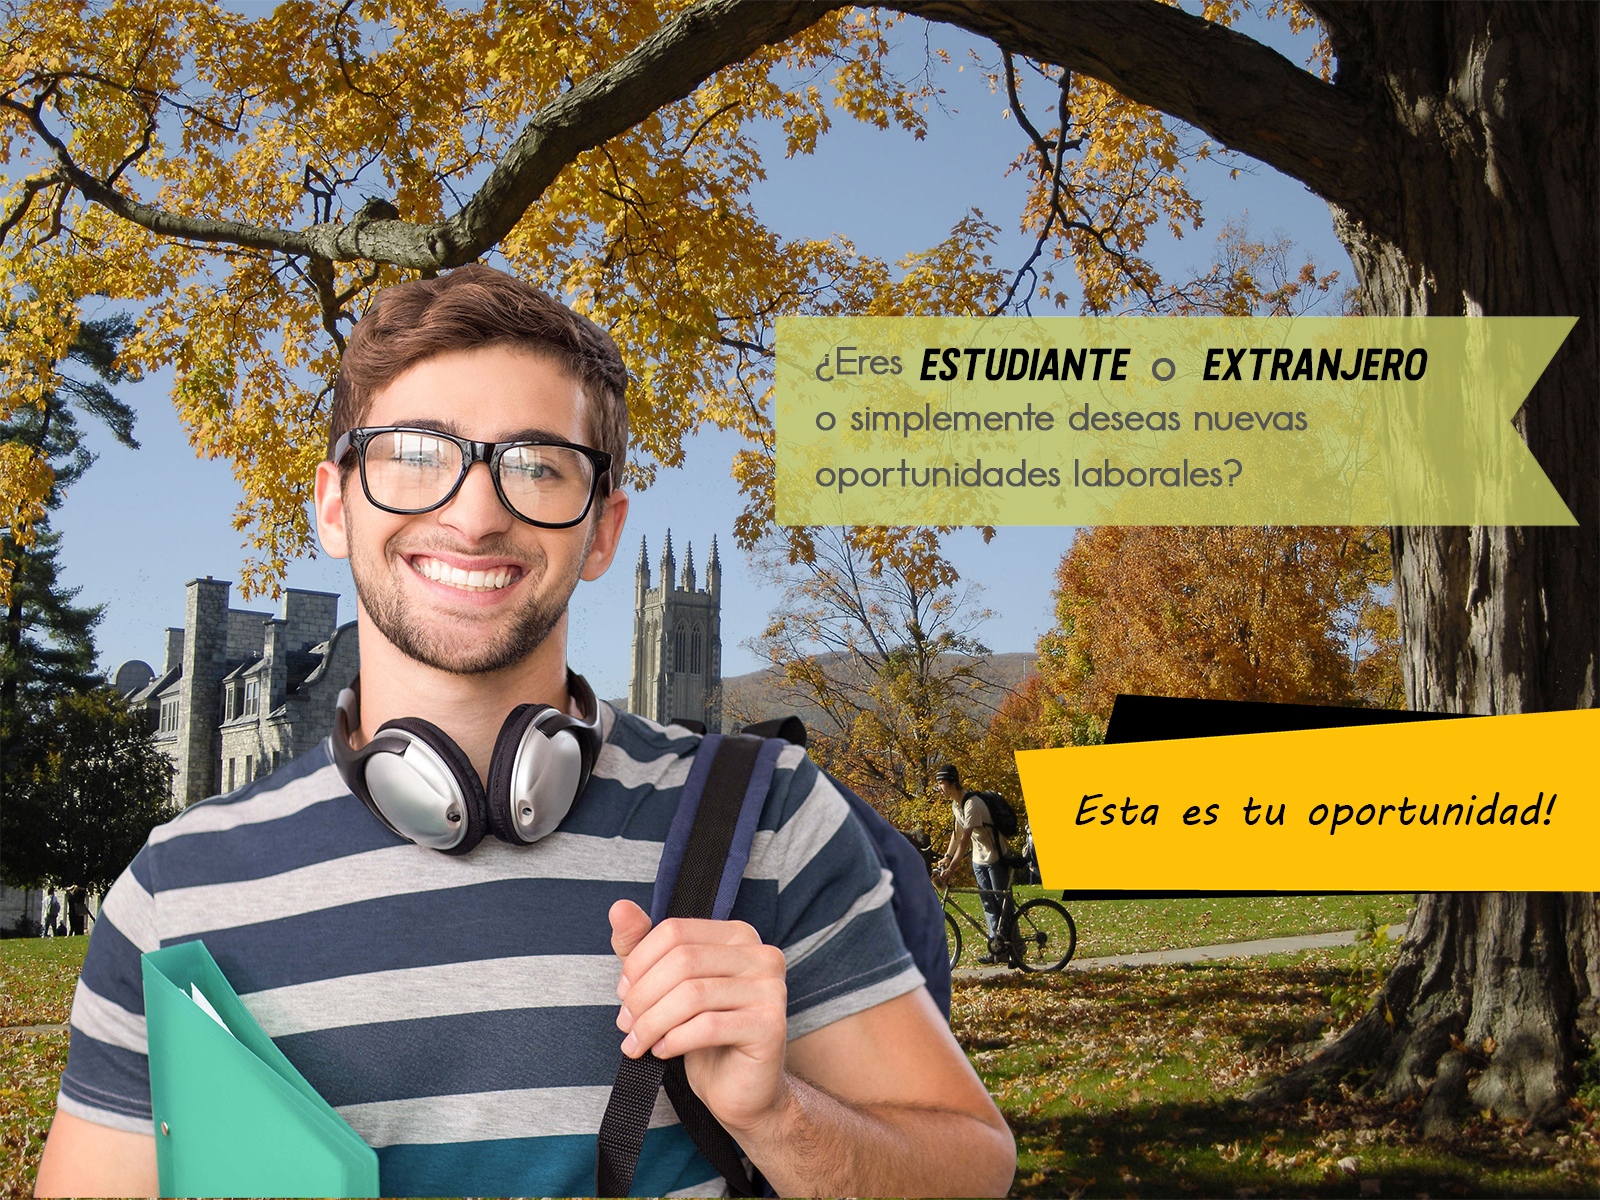 ¿Eres ESTUDIANTE o EXTRANJERO
o simplemente deseas nuevas
oportunidades laborales?
Esta es tu oportunidad!